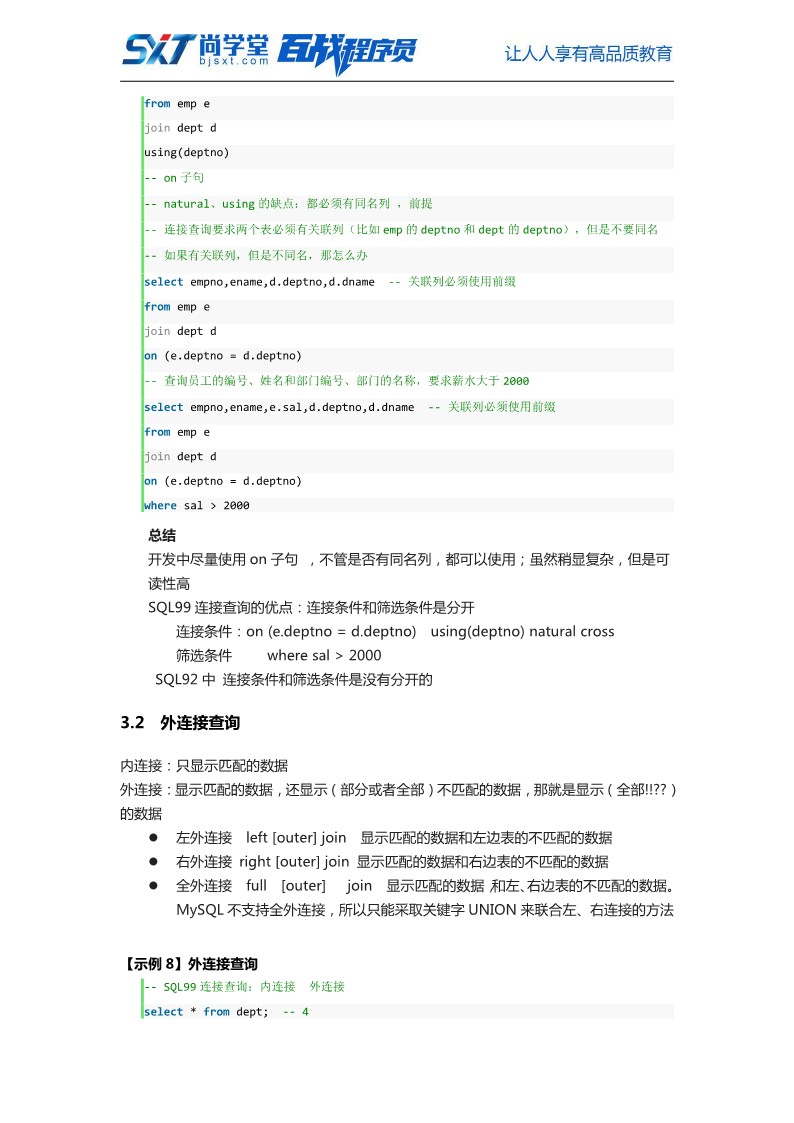 SXT 尚学堂 百战程序员
bjsxt.com
让人人享有高品质教育
from emp e
join dept d
using(deptno)
-- on 子句
-- natural、using 的缺点：都必须有同名列 ，前提
-- 连接查询要求两个表必须有关联列（比如 emp 的 deptno 和 dept 的 deptno），但是不要同名
-- 如果有关联列，但是不同名，那怎么办
select empno,ename,d.deptno,d.dname  -- 关联列必须使用前缀
from emp e
join dept d
on (e.deptno = d.deptno)
-- 查询员工的编号、姓名和部门编号、部门的名称，要求薪水大于 2000
select empno,ename,e.sal,d.deptno,d.dname  -- 关联列必须使用前缀
from emp e
join dept d
on (e.deptno = d.deptno)
where sal > 2000
总结
开发中尽量使用 on 子句 ，不管是否有同名列，都可以使用；虽然稍显复杂，但是可
读性高
SQL99 连接查询的优点：连接条件和筛选条件是分开
连接条件：on (e.deptno = d.deptno)   using(deptno) natural cross
筛选条件     where sal > 2000
SQL92 中 连接条件和筛选条件是没有分开的
3.2 外连接查询
内连接：只显示匹配的数据
外连接：显示匹配的数据，还显示（部分或者全部）不匹配的数据，那就是显示（全部!!??）
的数据
● 左外连接  left [outer] join  显示匹配的数据和左边表的不匹配的数据
● 右外连接 right [outer] join 显示匹配的数据和右边表的不匹配的数据
● 全外连接  full  [outer]   join  显示匹配的数据 和左、右边表的不匹配的数据。
MySQL 不支持全外连接，所以只能采取关键字 UNION 来联合左、右连接的方法
【示例 8】外连接查询
-- SQL99 连接查询：内连接  外连接
select * from dept;  -- 4